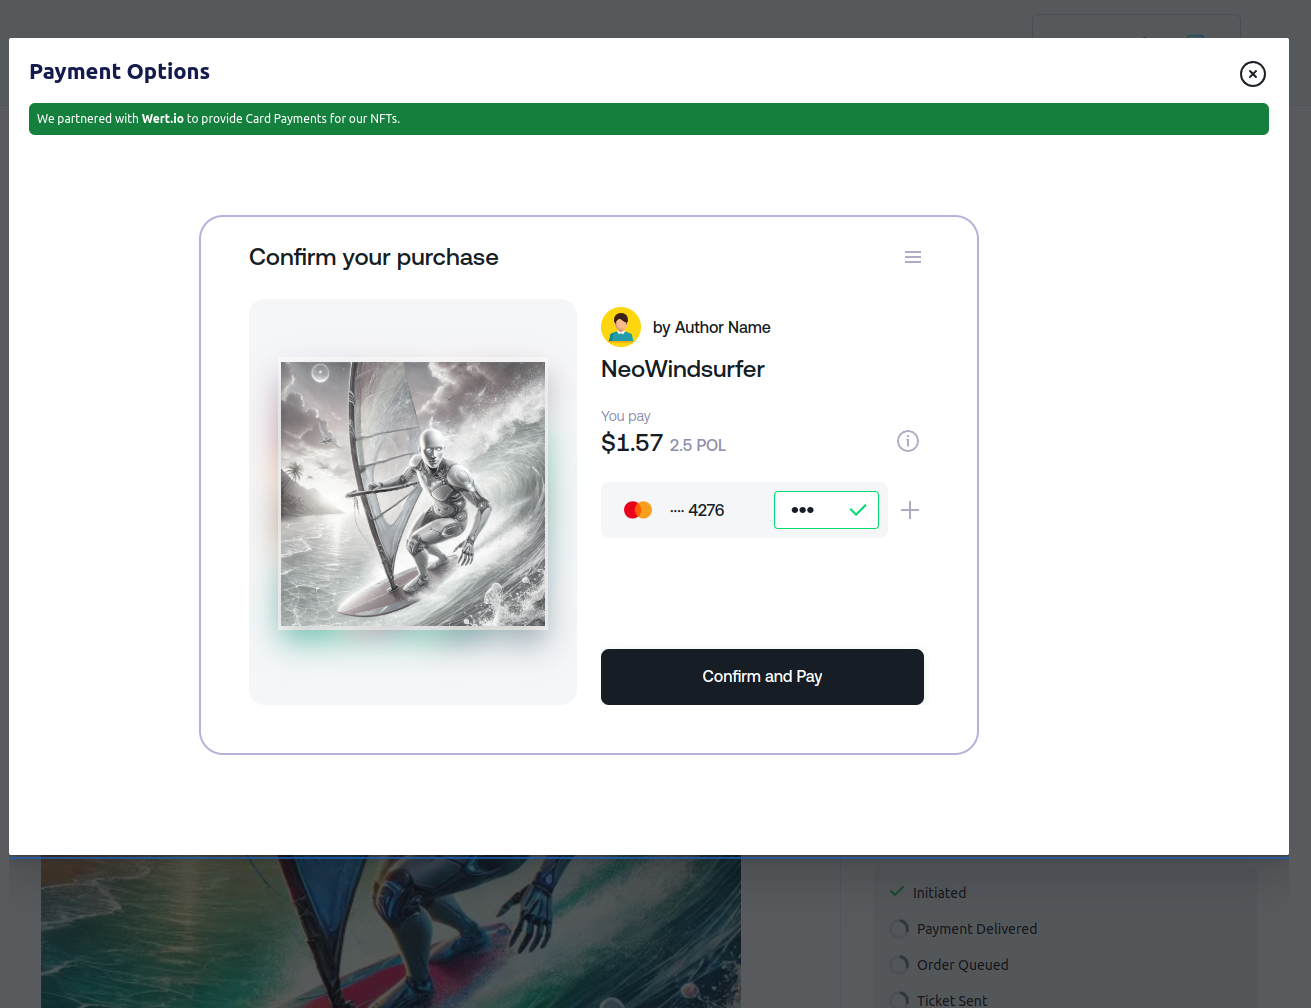 Payment Options
We partnered with Wert.io to provide Card Payments for our NFTs.
Confirm your purchase
by Author Name
NeoWindsurfer
You pay
$1.57 2.5 POL
···· 4276
•••
Confirm and Pay
Initiated
Payment Delivered
Order Queued
Ticket Sent